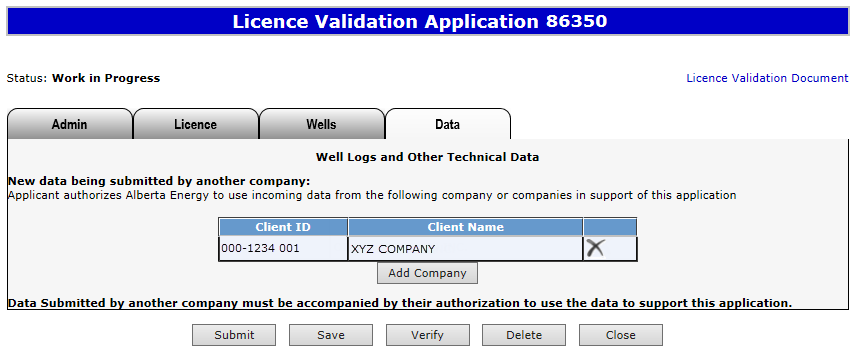 Licence Validation Application 86350
Status: Work in Progress
Licence Validation Document
Admin
Licence
Wells
Data
Well Logs and Other Technical Data
New data being submitted by another company:
Applicant authorizes Alberta Energy to use incoming data from the following company or companies in support of this application
Client ID Client Name
000-1234 001 XYZ COMPANY
Add Company
Data Submitted by another company must be accompanied by their authorization to use the data to support this application.
Submit Save Verify Delete Close